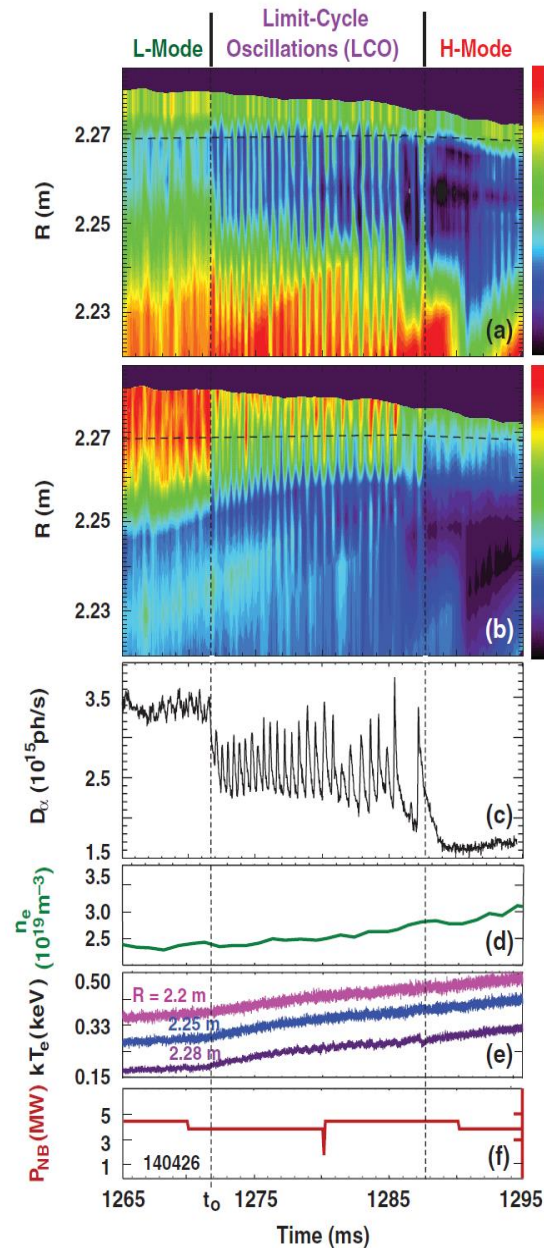 Limit-Cycle
L-Mode Oscillations (LCO) H-Mode
R (m)
2.27
2.25
2.23
(a)
R (m)
2.27
2.25
2.23
(b)
Dα (10¹⁵ph/s)
3.5
2.5
1.5
(c)
nₑ
(10¹⁹m⁻³)
3.5
3.0
2.5
(d)
kTₑ(keV)
0.50
0.33
0.15
R = 2.2 m
2.25 m
2.28 m
(e)
P_NB(MW)
5
3
1
140426
(f)
1265 t₀ 1275 1285 1295
Time (ms)